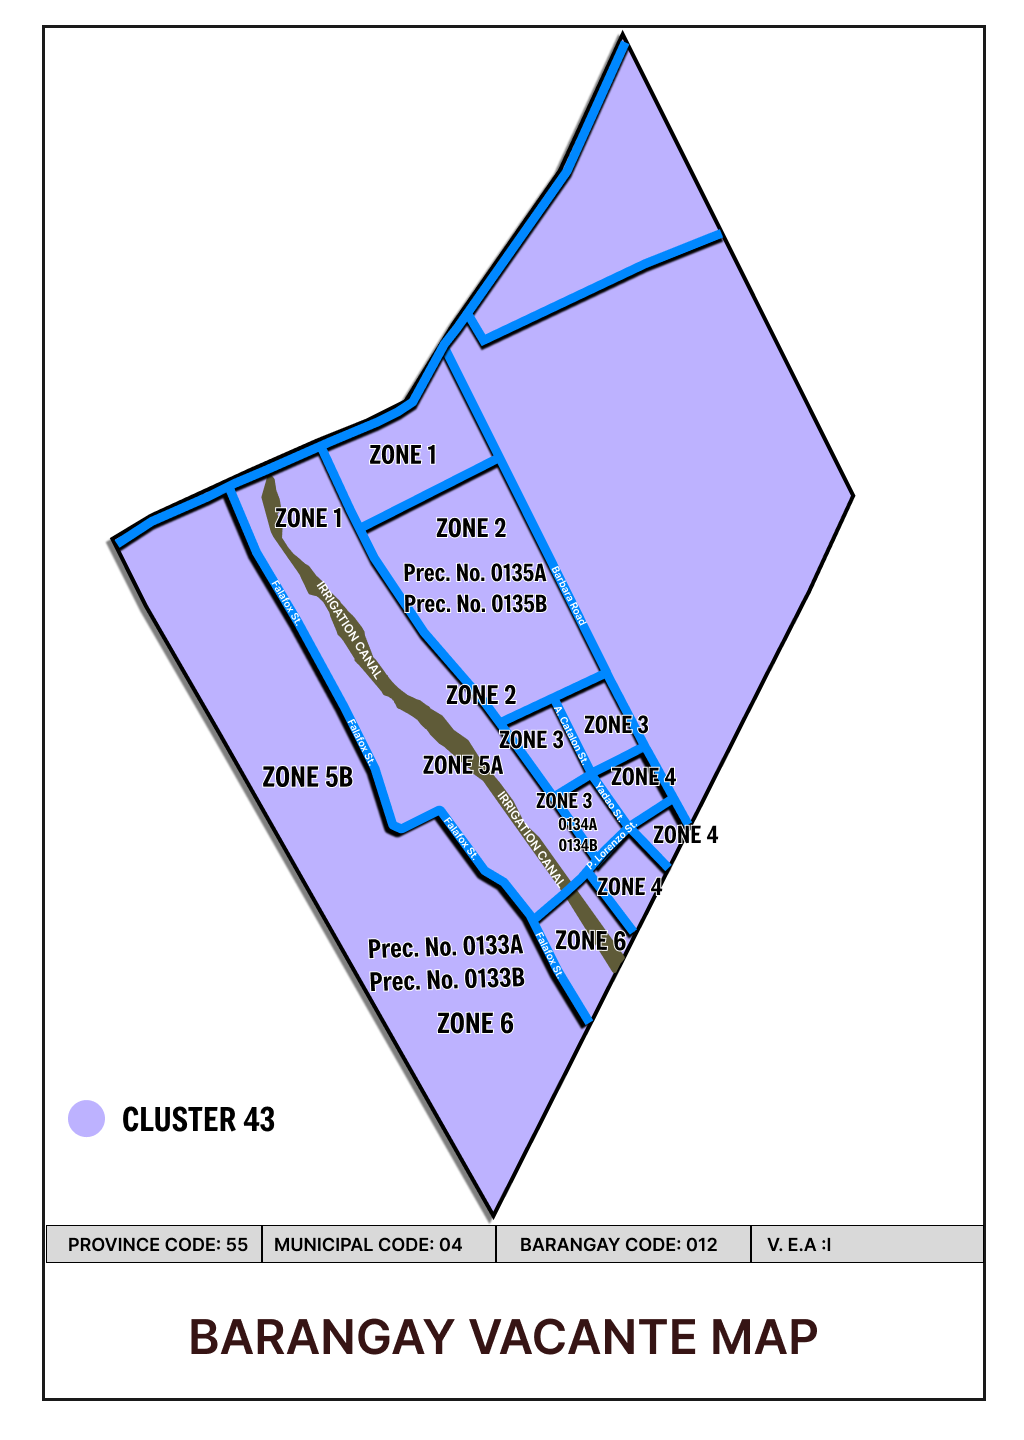 ZONE 1
ZONE 1
ZONE 2
Prec. No. 0135A
Prec. No. 0135B
Barbara Road
Falafox St.
IRRIGATION CANAL
ZONE 2
A. Catalon St.
ZONE 3
ZONE 3
Falafox St.
ZONE 5A
ZONE 5B
ZONE 4
Yadao St.
ZONE 3
0134A
0134B
IRRIGATION CANAL
Falafox St.
P. Lorenzo St.
ZONE 4
ZONE 4
Prec. No. 0133A
Prec. No. 0133B
Falafox St.
ZONE 6
ZONE 6
CLUSTER 43
PROVINCE CODE: 55
MUNICIPAL CODE: 04
BARANGAY CODE: 012
V. E.A :I
BARANGAY VACANTE MAP